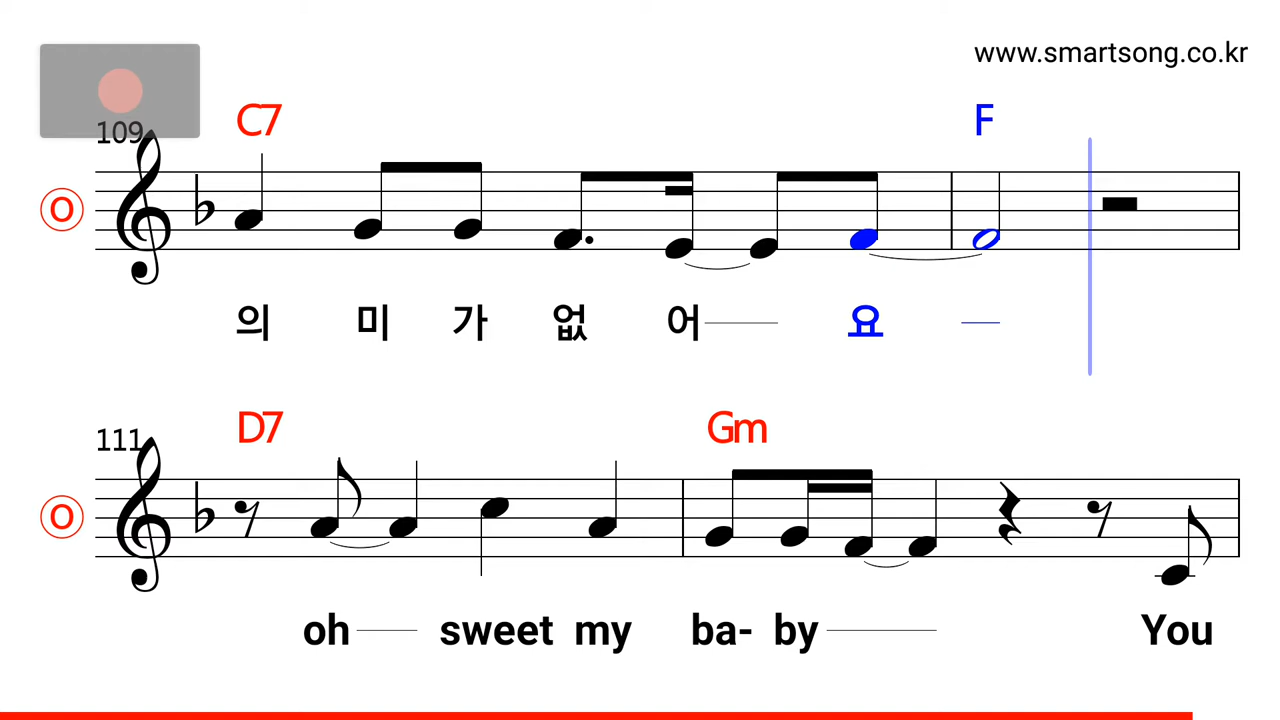 www.smartsong.co.kr
109 C7 F
O
의 미 가 없 어 요
111 D7 Gm
O
oh sweet my ba- by You